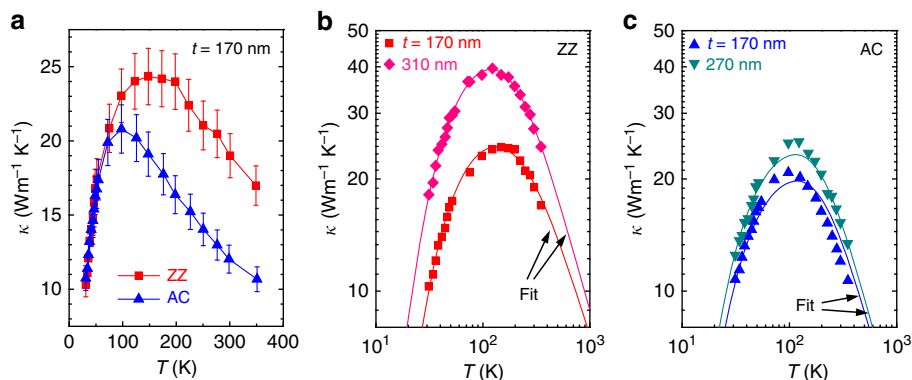 a
t = 170 nm
25
20
15
10
κ (Wm⁻¹ K⁻¹)
ZZ
AC
0 100 200 300 400
T (K)
b
50
40
30
20
10
κ (Wm⁻¹ K⁻¹)
t = 170 nm
310 nm
ZZ
Fit
10¹ 10² 10³
T (K)
c
50
40
30
20
10
κ (Wm⁻¹ K⁻¹)
t = 170 nm
270 nm
AC
Fit
10¹ 10² 10³
T (K)